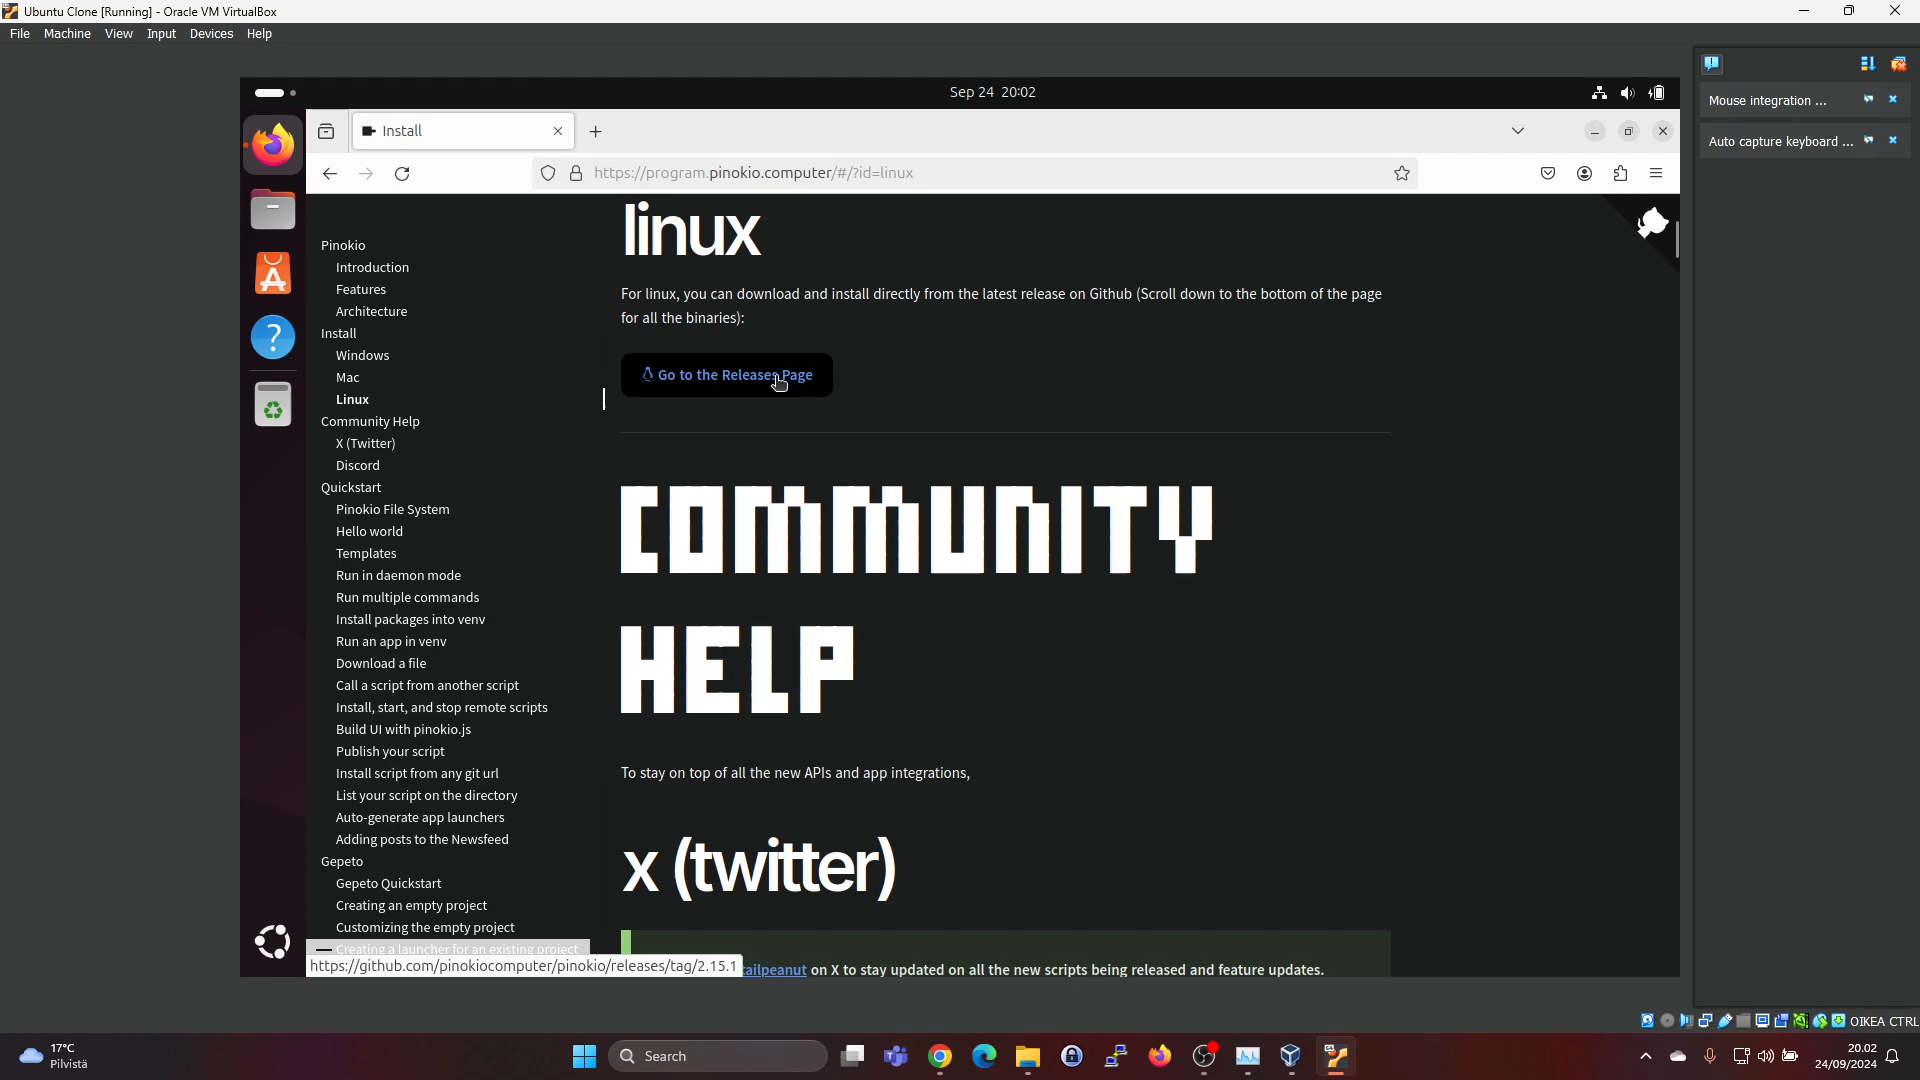 Ubuntu Clone [Running] - Oracle VM VirtualBox
File Machine View Input Devices Help
Mouse integration ...
Auto capture keyboard ...
Sep 24 20:02
Install
https://program.pinokio.computer/#/?id=linux
Pinokio
Introduction
Features
Architecture
Install
Windows
Mac
Linux
Community Help
X (Twitter)
Discord
Quickstart
Pinokio File System
Hello world
Templates
Run in daemon mode
Run multiple commands
Install packages into venv
Run an app in venv
Download a file
Call a script from another script
Install, start, and stop remote scripts
Build UI with pinokio.js
Publish your script
Install script from any git url
List your script on the directory
Auto-generate app launchers
Adding posts to the Newsfeed
Gepeto
Gepeto Quickstart
Creating an empty project
Customizing the empty project
Creating a launcher for an existing project
https://github.com/pinokiocomputer/pinokio/releases/tag/2.15.1
linux
For linux, you can download and install directly from the latest release on Github (Scroll down to the bottom of the page
for all the binaries):
Go to the Releases Page
COMMUNITY
HELP
To stay on top of all the new APIs and app integrations,
x (twitter)
on X to stay updated on all the new scripts being released and feature updates.
OIKEA CTRL
17°C
Pilvistä
Search
20.02
24/09/2024